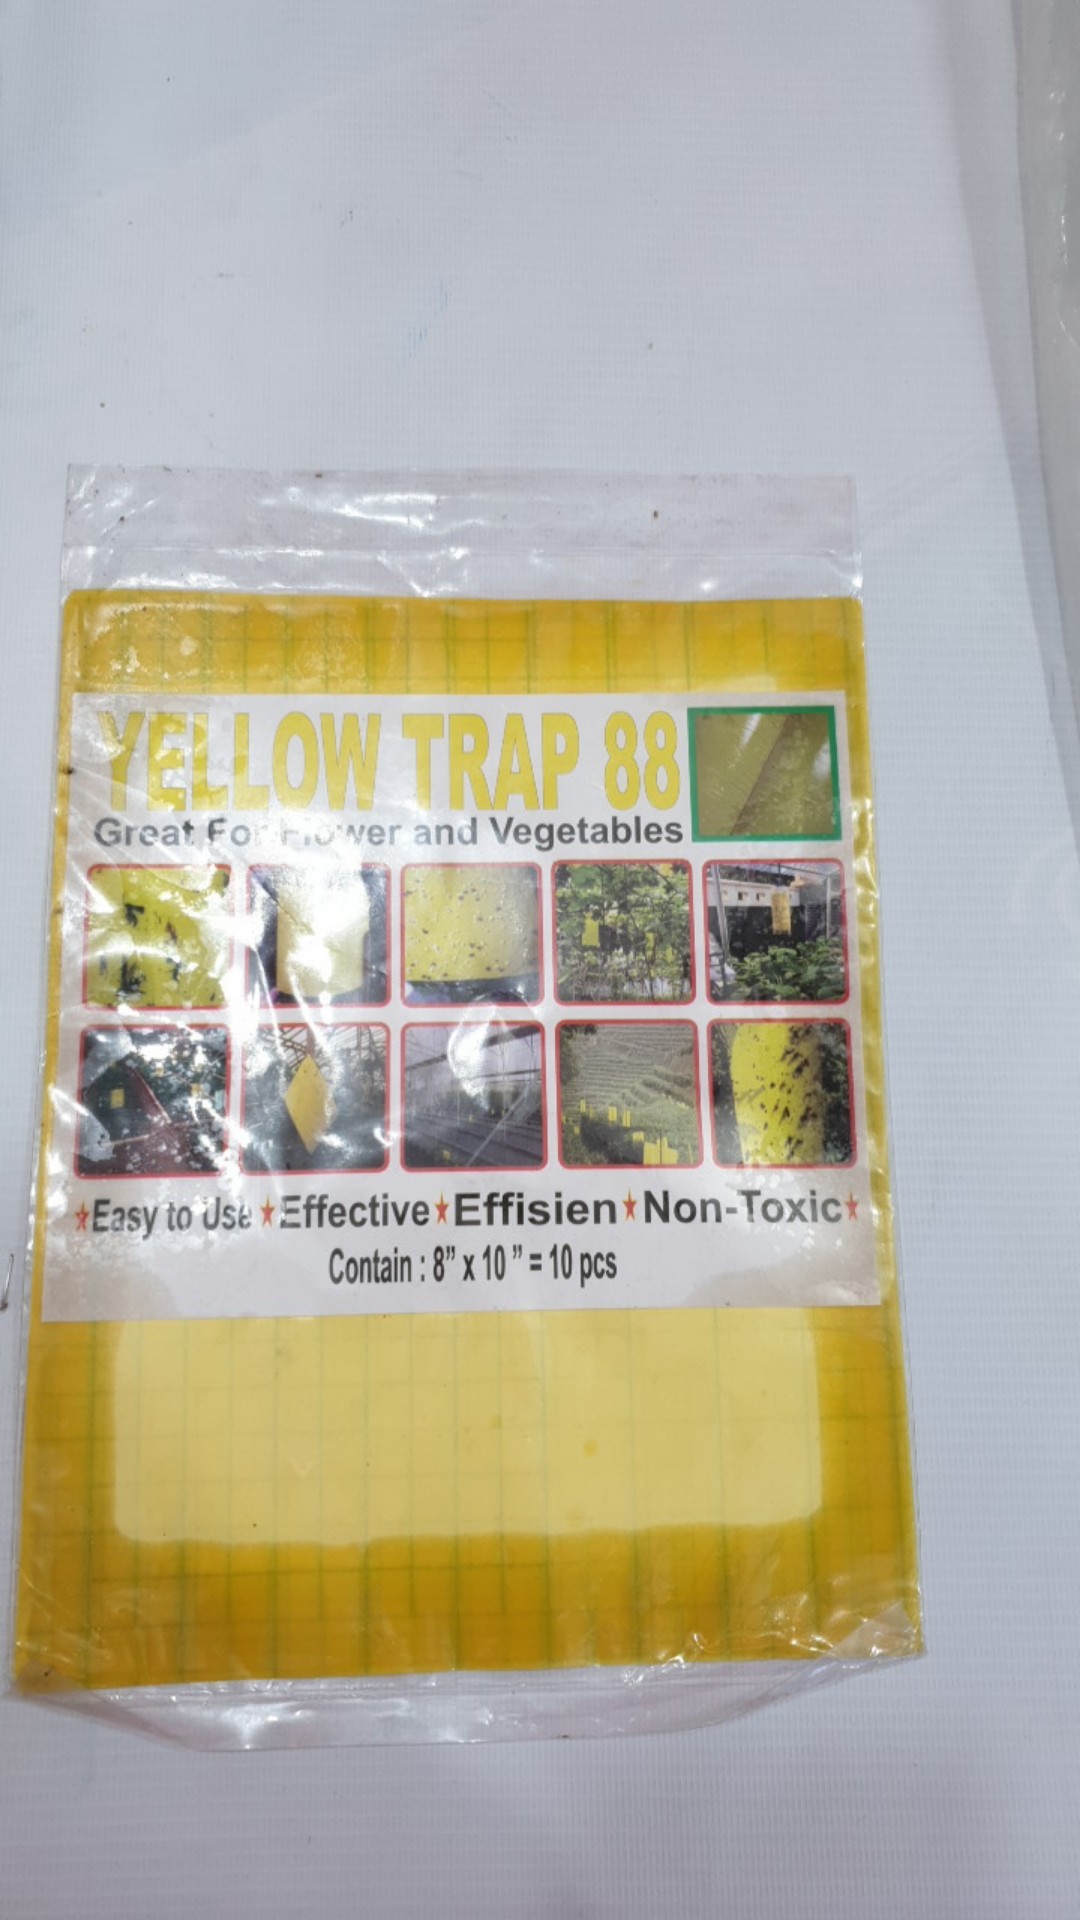 YELLOW TRAP 88
Great For Flower and Vegetables
Easy to Use Effective Effisien Non-Toxic
Contain : 8” x 10 ” = 10 pcs